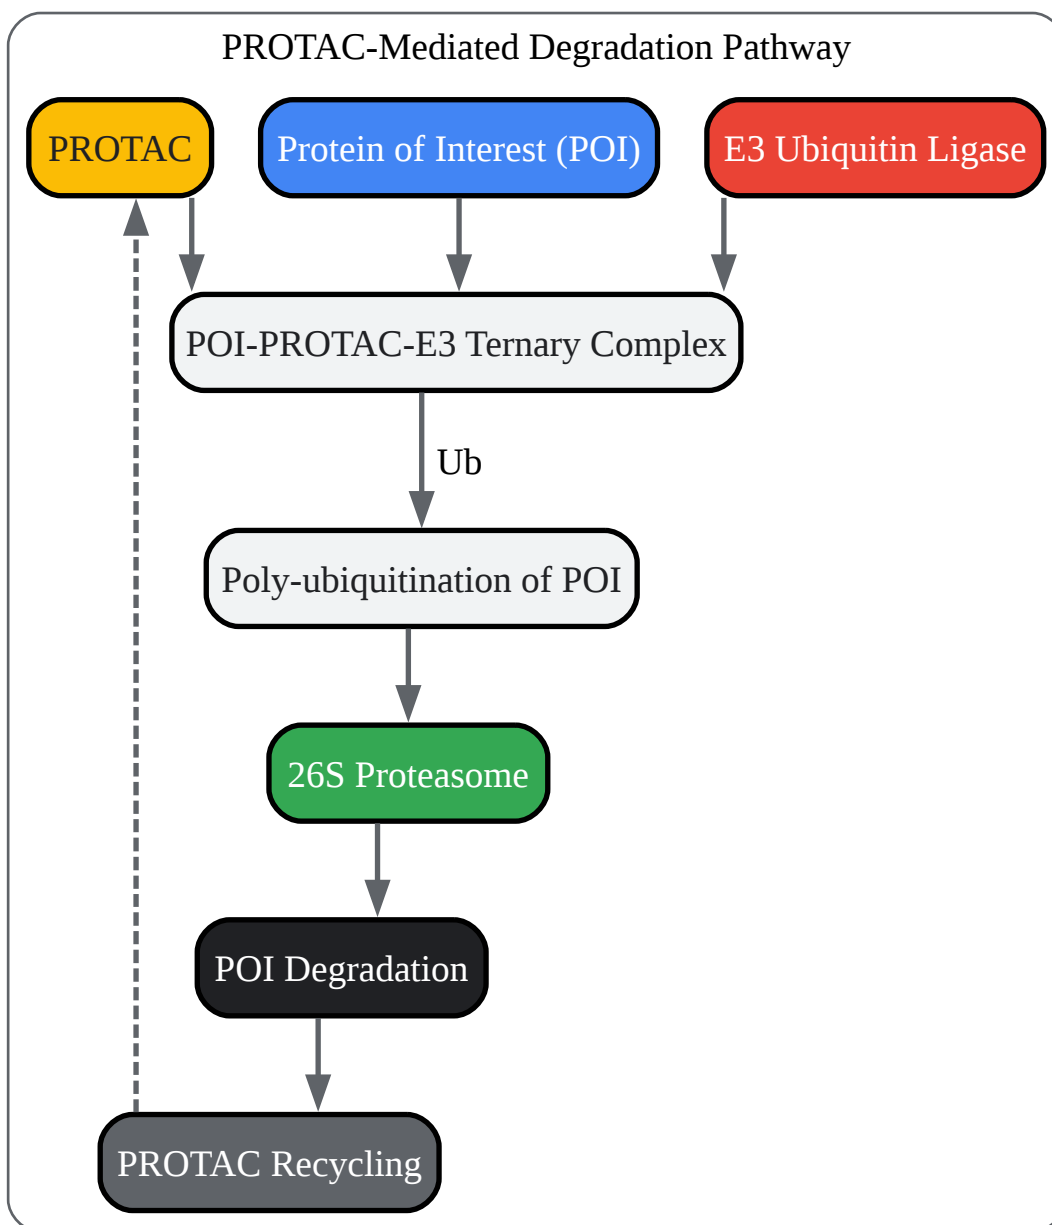 PROTAC-Mediated Degradation Pathway
PROTAC
Protein of Interest (POI)
E3 Ubiquitin Ligase
POI-PROTAC-E3 Ternary Complex
Ub
Poly-ubiquitination of POI
26S Proteasome
POI Degradation
PROTAC Recycling